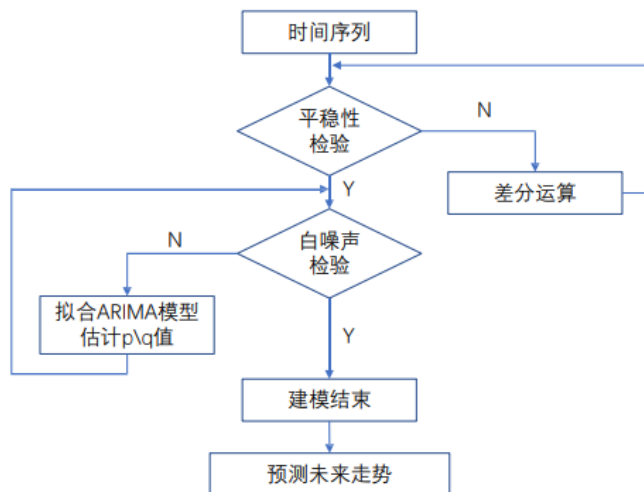 时间序列
平稳性
检验
N
差分运算
Y
白噪声
检验
N
拟合ARIMA模型
估计p\q值
Y
建模结束
预测未来走势